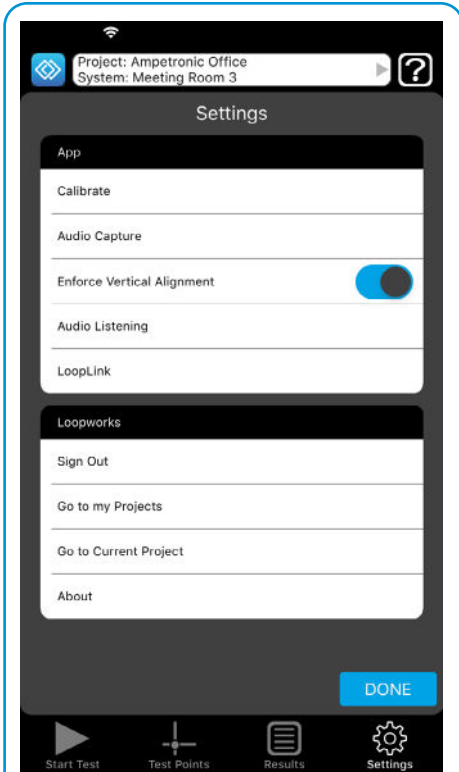 Project: Ampetronic Office
System: Meeting Room 3
?
Settings
App
Calibrate
Audio Capture
Enforce Vertical Alignment
Audio Listening
LoopLink
Loopworks
Sign Out
Go to my Projects
Go to Current Project
About
DONE
Start Test Test Points Results Settings